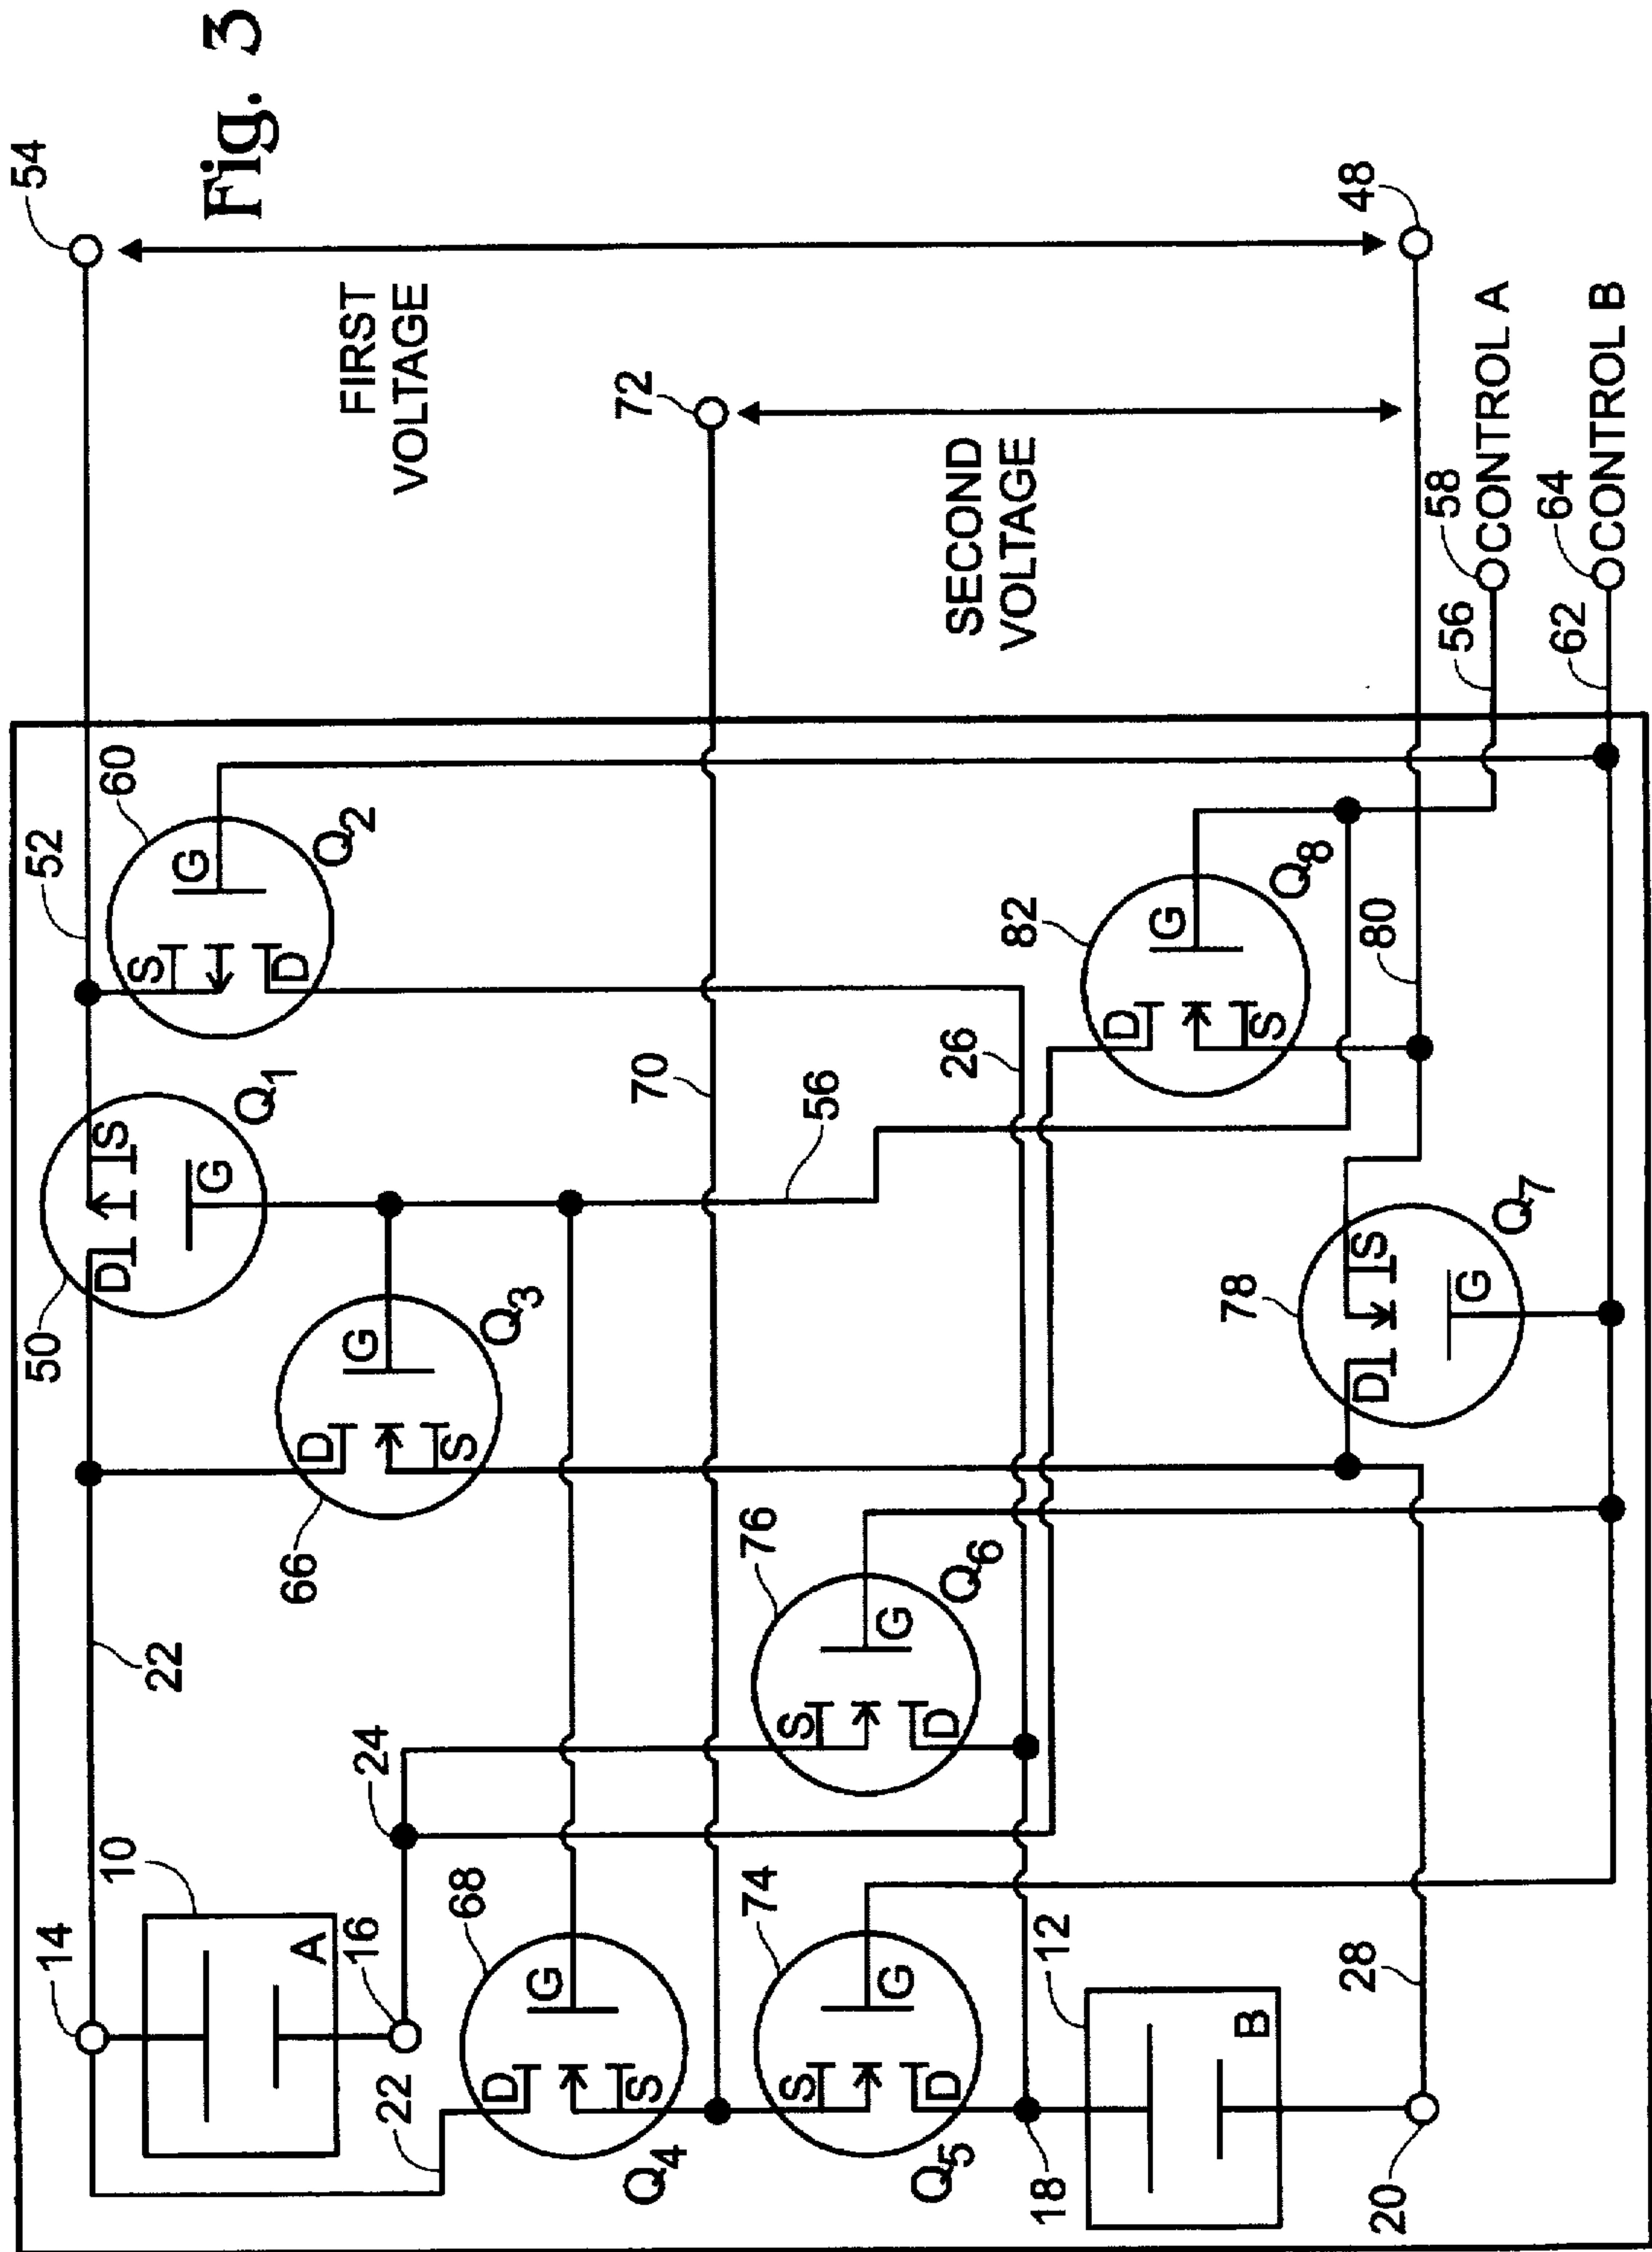 Fig. 3
54
52
60
G
S
D
Q2
50
D
S
G
Q1
22
14
10
A
16
22
24
66
D
G
S
Q3
FIRST
VOLTAGE
68
D
G
S
Q4
70
72
76
S
G
D
Q6
74
S
G
D
Q5
56
26
SECOND
VOLTAGE
82
D
G
S
Q8
18
12
B
20
28
78
D
S
G
Q7
80
48
56
58
CONTROL A
62
64
CONTROL B